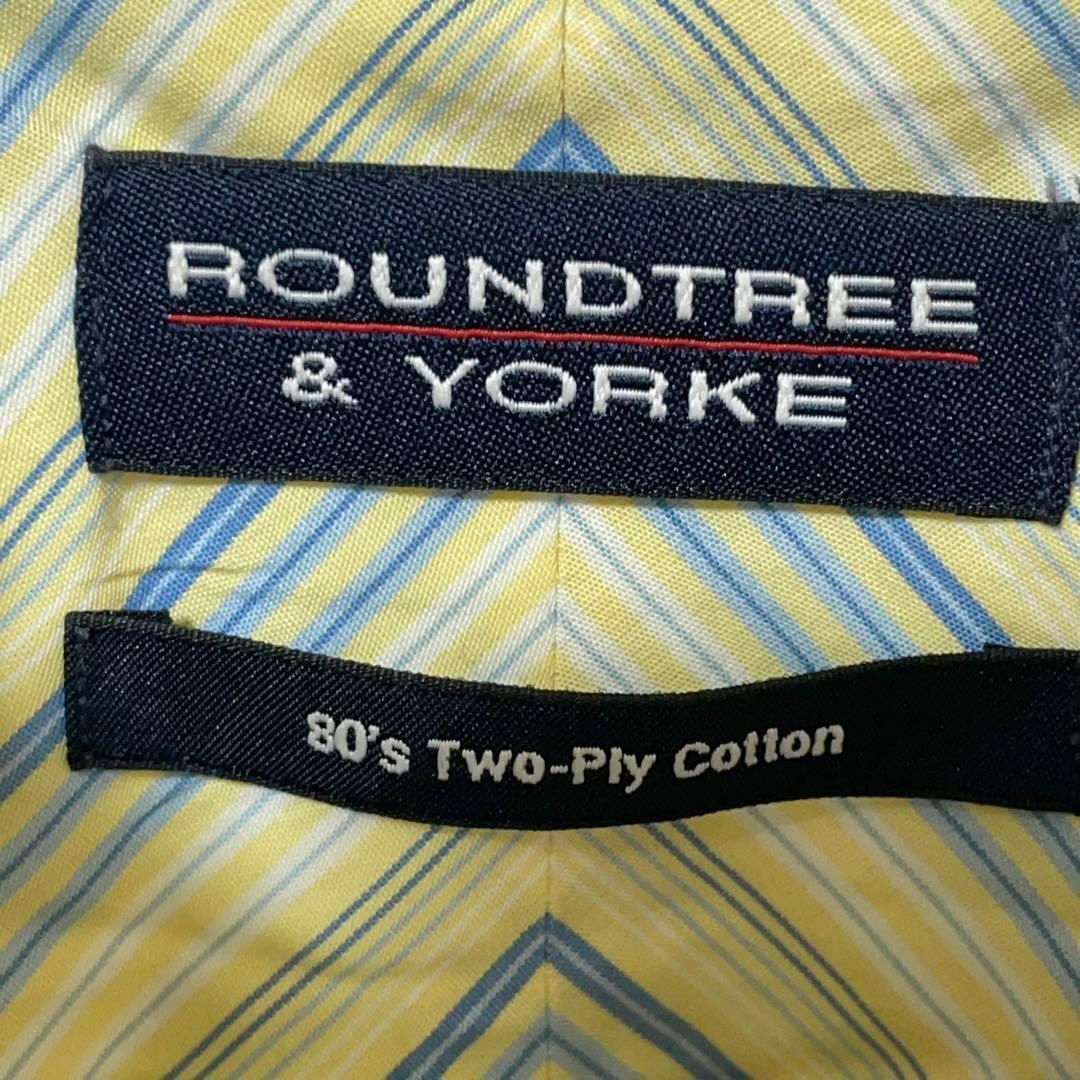 ROUNDTREE
& YORKE
80's Two-Ply Cotton